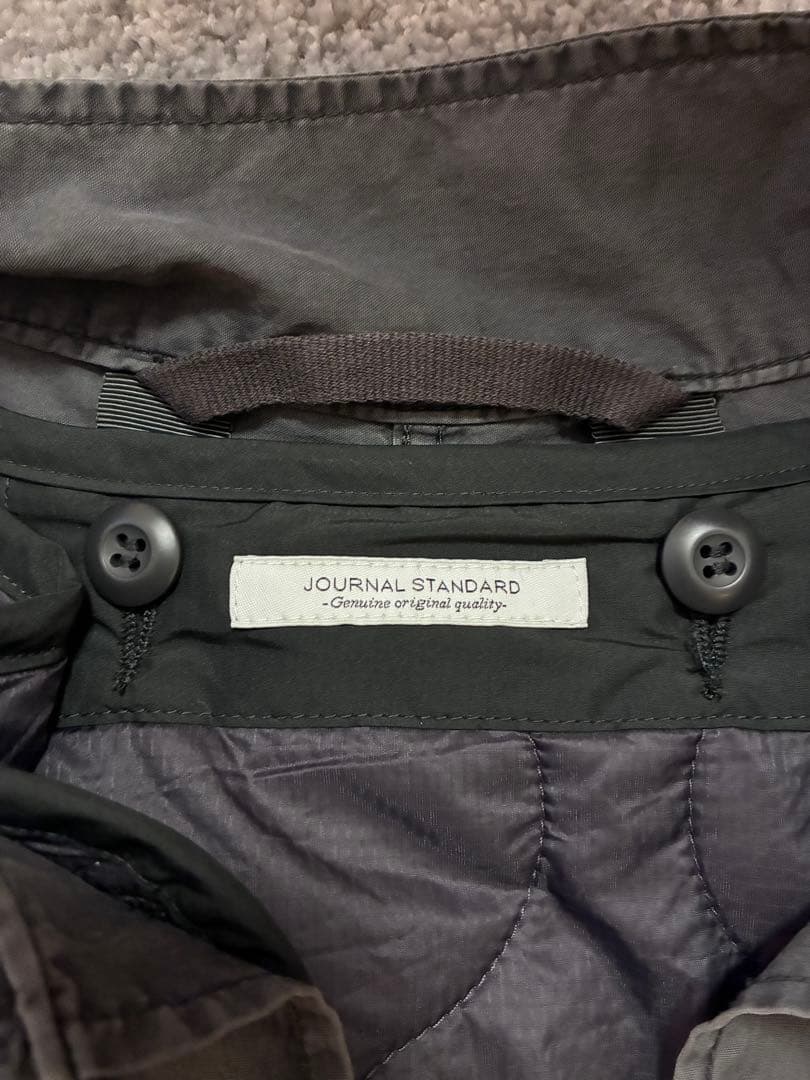 JOURNAL STANDARD
-Genuine original quality-